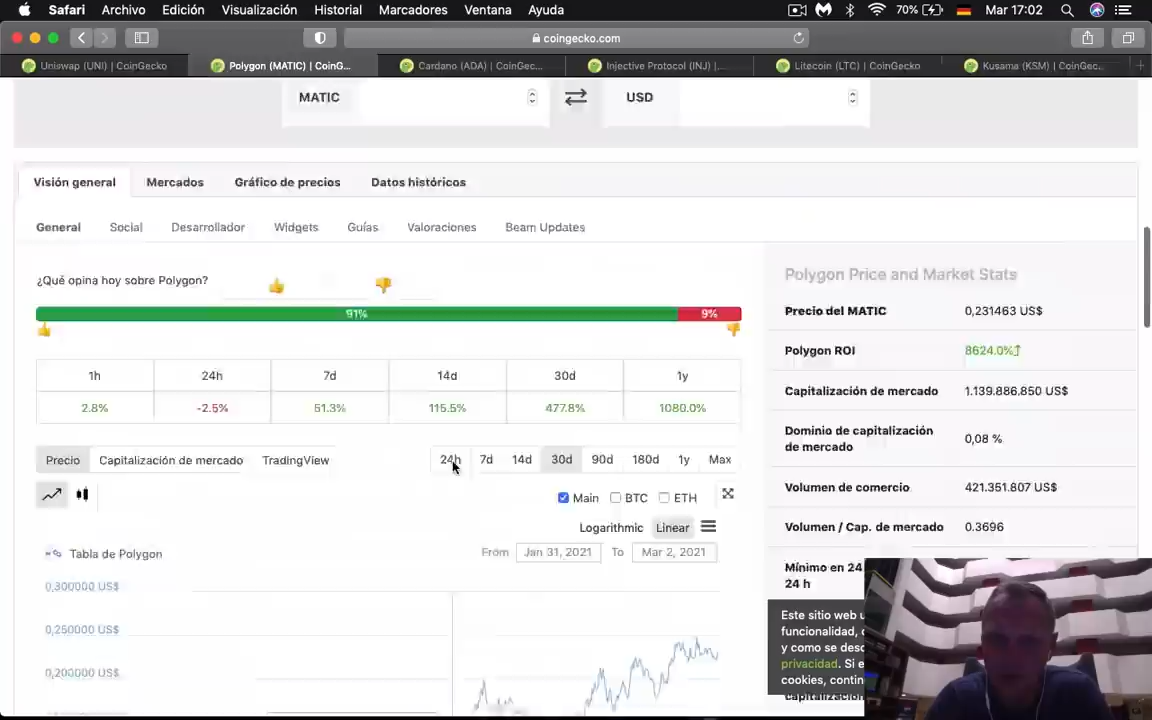 Safari Archivo Edición Visualización Historial Marcadores Ventana Ayuda 70% Mar 17:02
coingecko.com
Uniswap (UNI) | CoinGecko Polygon (MATIC) | CoinG... Cardano (ADA) | CoinGec... Injective Protocol (INJ) |... Litecoin (LTC) | CoinGecko Kusama (KSM) | CoinGec...
MATIC USD
Visión general Mercados Gráfico de precios Datos históricos
General Social Desarrollador Widgets Guías Valoraciones Beam Updates
¿Qué opina hoy sobre Polygon?
91% 9%
1h 24h 7d 14d 30d 1y
2.8% -2.5% 51.3% 115.5% 477.8% 1080.0%
Precio Capitalización de mercado TradingView 24h 7d 14d 30d 90d 180d 1y Max
Main BTC ETH
Logarithmic Linear
Tabla de Polygon From Jan 31, 2021 To Mar 2, 2021
0,300000 US$
0,250000 US$
0,200000 US$
Polygon Price and Market Stats
Precio del MATIC 0,231463 US$
Polygon ROI 8624.0%
Capitalización de mercado 1.139.886.850 US$
Dominio de capitalización
de mercado 0,08 %
Volumen de comercio 421.351.807 US$
Volumen / Cap. de mercado 0.3696
Mínimo en 24
24 h
Este sitio web u
funcionalidad,
y como se desc
privacidad. Si e
cookies, contin
capitalización